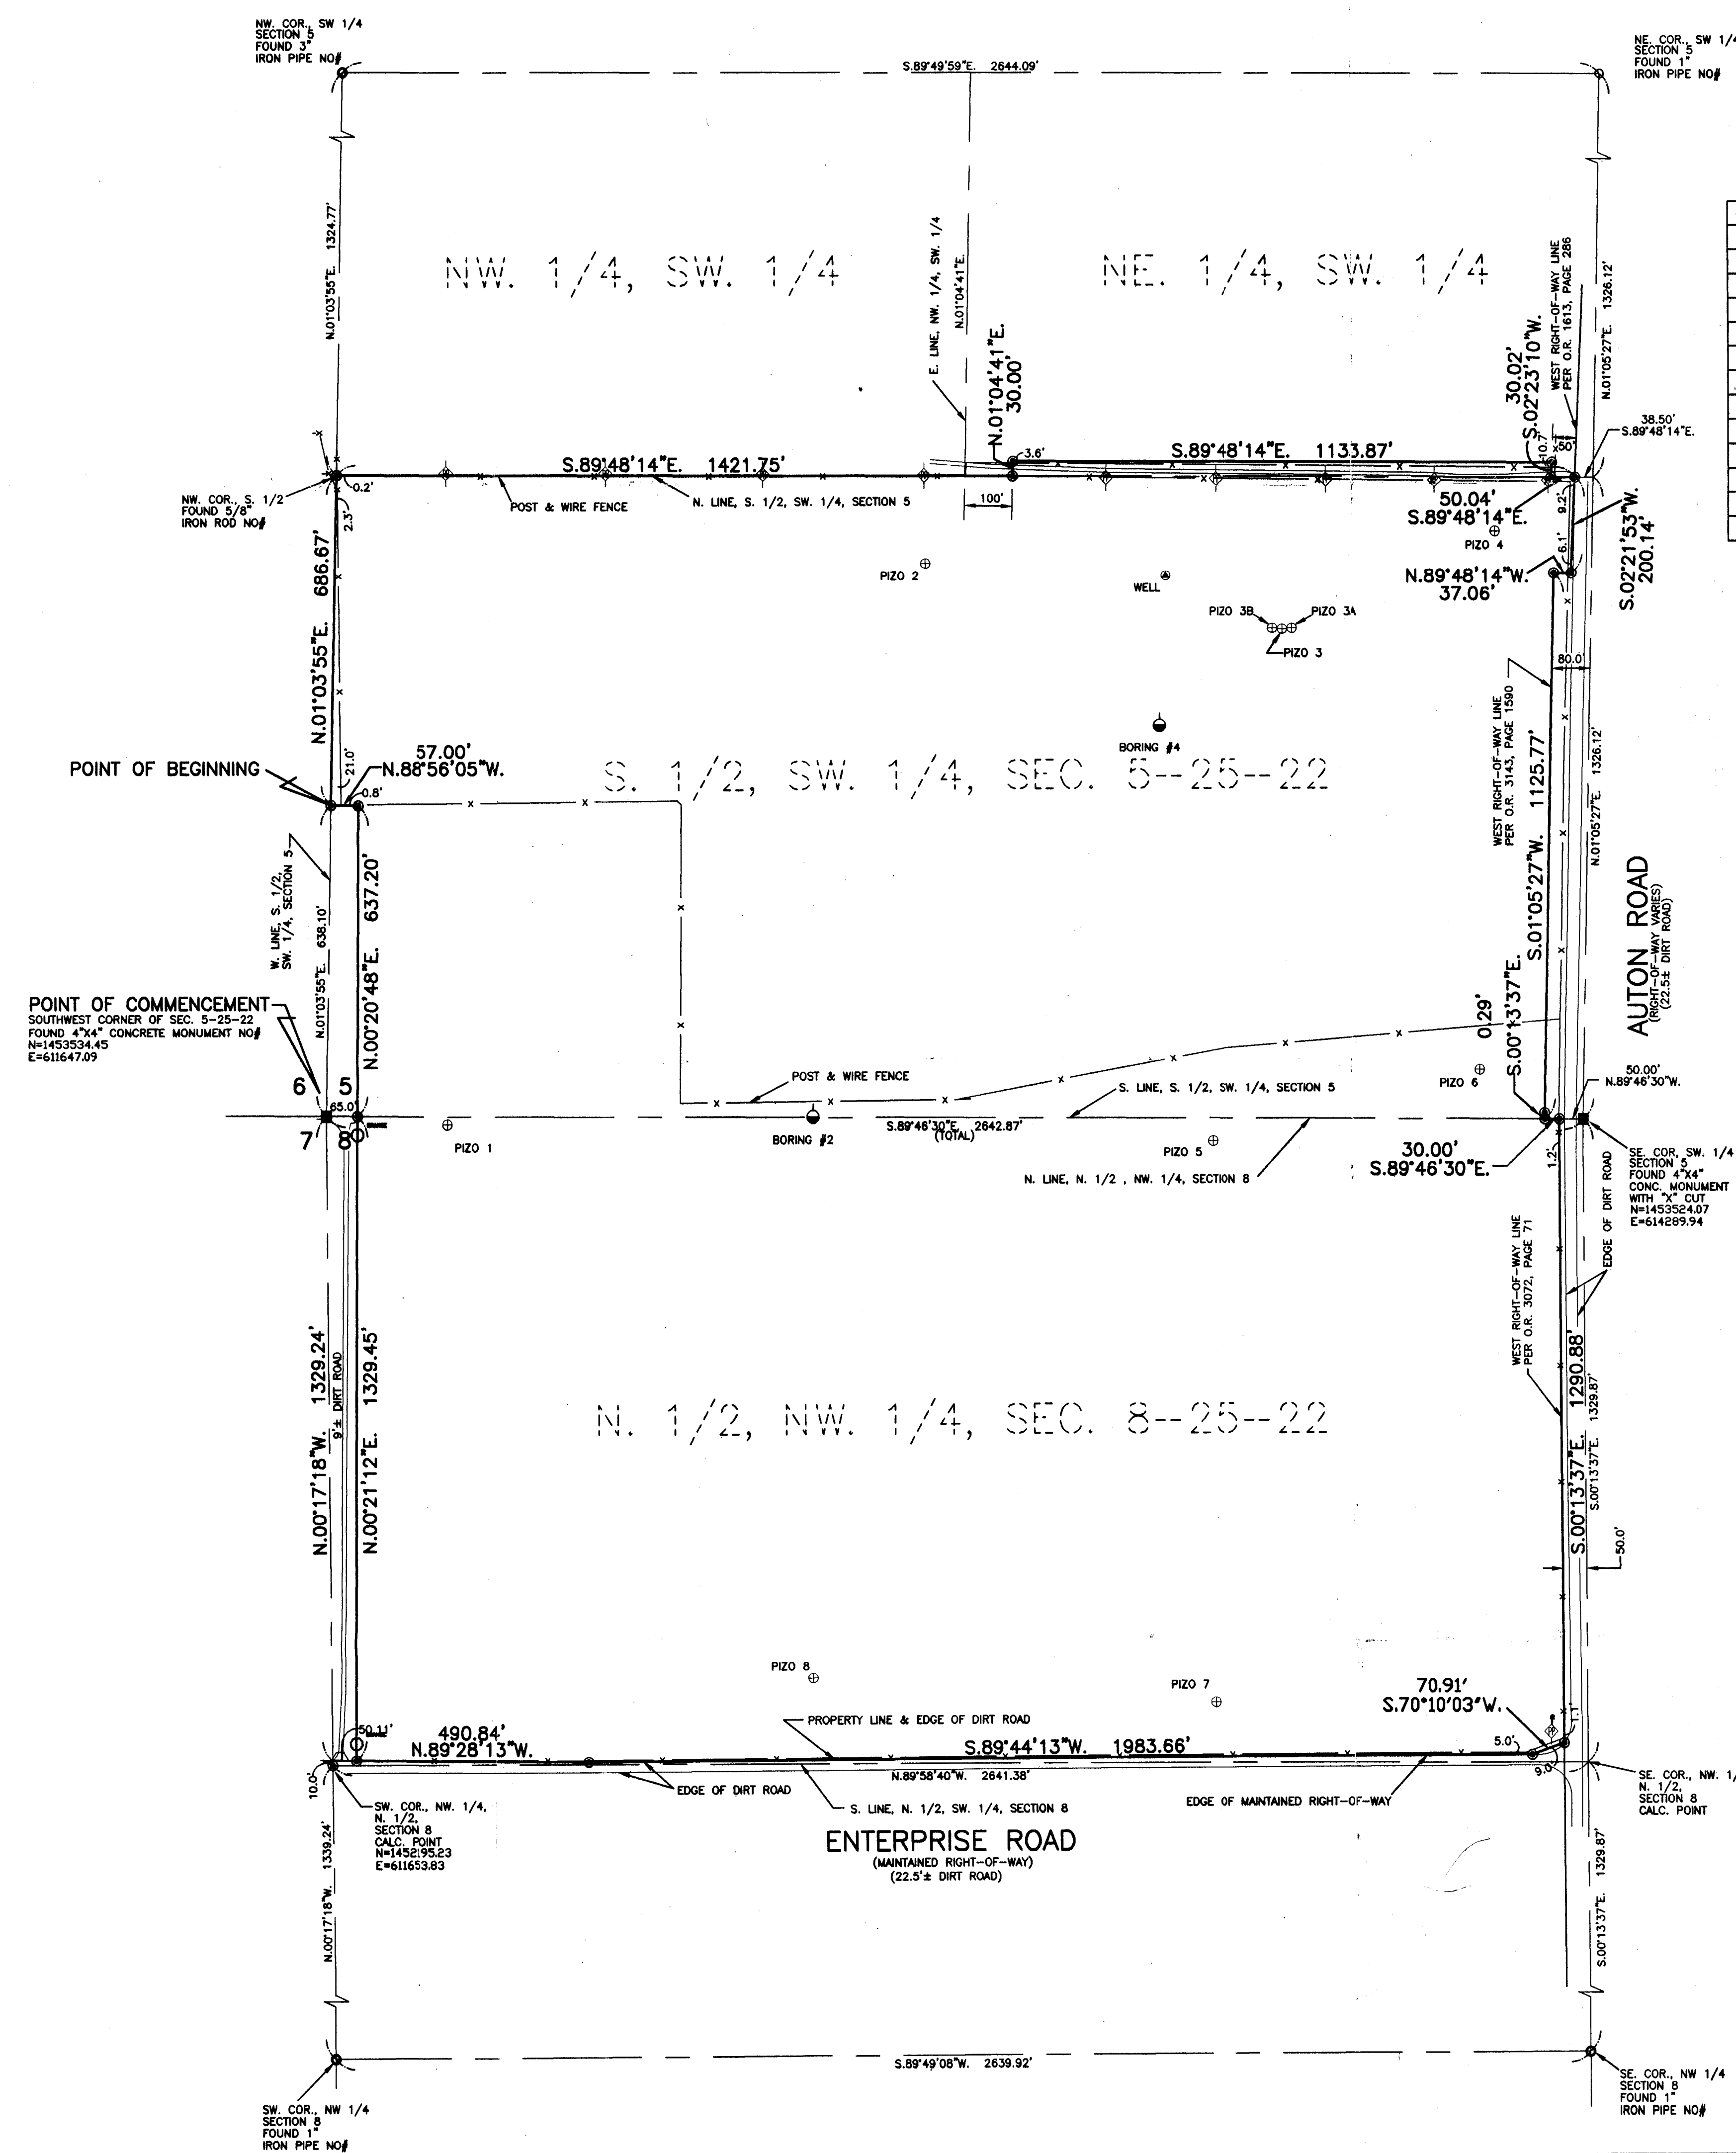 NW. COR., SW 1/4
SECTION 5
FOUND 3"
IRON PIPE NO#
NE. COR., SW 1/4
SECTION 5
FOUND 1"
IRON PIPE NO#
S.89°49'59"E. 2644.09'
N.01°03'55"E. 1324.77'
NW. 1/4, SW. 1/4
NE. 1/4, SW. 1/4
E. LINE, NW. 1/4, SW. 1/4
N.01°04'41"E.
N.01°04'41"E.
30.00'
30.02'
S.02°23'10"W.
WEST RIGHT-OF-WAY LINE
PER O.R. 1613, PAGE 286
N.01°05'27"E. 1326.12'
38.50'
S.89°48'14"E.
10.7'
50'
3.6'
S.89°48'14"E. 1133.87'
S.89°48'14"E. 1421.75'
0.2'
2.3'
NW. COR., S. 1/2
FOUND 5/8"
IRON ROD NO#
POST & WIRE FENCE
N. LINE, S. 1/2, SW. 1/4, SECTION 5
100'
50.04'
S.89°48'14"E.
9.2'
6.1'
PIZO 4
S.02°21'53"W.
200.14'
PIZO 2
WELL
N.89°48'14"W.
37.06'
PIZO 3B
PIZO 3A
PIZO 3
80.0'
N.01°03'55"E. 686.67'
WEST RIGHT-OF-WAY LINE
PER O.R. 3143, PAGE 1590
BORING #4
POINT OF BEGINNING
57.00'
N.88°56'05"W.
21.0'
0.8'
S. 1/2, SW. 1/4, SEC. 5--25--22
S.01°05'27"W. 1125.77'
N.01°05'27"E. 1326.12'
W. LINE, S. 1/2,
SW. 1/4, SECTION 5
N.01°03'55"E. 638.10'
N.00°20'48"E. 637.20'
AUTON ROAD
(RIGHT-OF-WAY VARIES)
(22.5± DIRT ROAD)
POINT OF COMMENCEMENT
SOUTHWEST CORNER OF SEC. 5-25-22
FOUND 4"X4" CONCRETE MONUMENT NO#
N=1453534.45
E=611647.09
0.29'
S.00°13'37"E.
6 5
65.0'
7 8
POST & WIRE FENCE
S. LINE, S. 1/2, SW. 1/4, SECTION 5
PIZO 6
50.00'
N.89°46'30"W.
PIZO 1
BORING #2
S.89°46'30"E. 2642.87'
(TOTAL)
PIZO 5
30.00'
S.89°46'30"E.
1.2'
N. LINE, N. 1/2 , NW. 1/4, SECTION 8
SE. COR, SW. 1/4
SECTION 5
FOUND 4"X4"
CONC. MONUMENT
WITH "X" CUT
N=1453524.07
E=614289.94
EDGE OF DIRT ROAD
WEST RIGHT-OF-WAY LINE
PER O.R. 3072, PAGE 71
N.00°17'18"W. 1329.24'
9'± DIRT ROAD
N.00°21'12"E. 1329.45'
N. 1/2, NW. 1/4, SEC. 8--25--22
S.00°13'37"E. 1290.88'
S.00°13'37"E. 1329.87'
50.0'
PIZO 8
PIZO 7
70.91'
S.70°10'03"W.
1.1'
PROPERTY LINE & EDGE OF DIRT ROAD
50.11'
490.84'
N.89°28'13"W.
S.89°44'13"W. 1983.66'
5.0'
9.0'
10.0'
N.89°58'40"W. 2641.38'
EDGE OF DIRT ROAD
S. LINE, N. 1/2, SW. 1/4, SECTION 8
EDGE OF MAINTAINED RIGHT-OF-WAY
SE. COR., NW. 1/
N. 1/2,
SECTION 8
CALC. POINT
SW. COR., NW. 1/4,
N. 1/2,
SECTION 8
CALC. POINT
N=1452195.23
E=611653.83
ENTERPRISE ROAD
(MAINTAINED RIGHT-OF-WAY)
(22.5'± DIRT ROAD)
N.00°17'18"W. 1339.24'
S.00°13'37"E. 1329.87'
S.89°49'08"W. 2639.92'
SW. COR., NW 1/4
SECTION 8
FOUND 1"
IRON PIPE NO#
SE. COR., NW 1/4
SECTION 8
FOUND 1"
IRON PIPE NO#